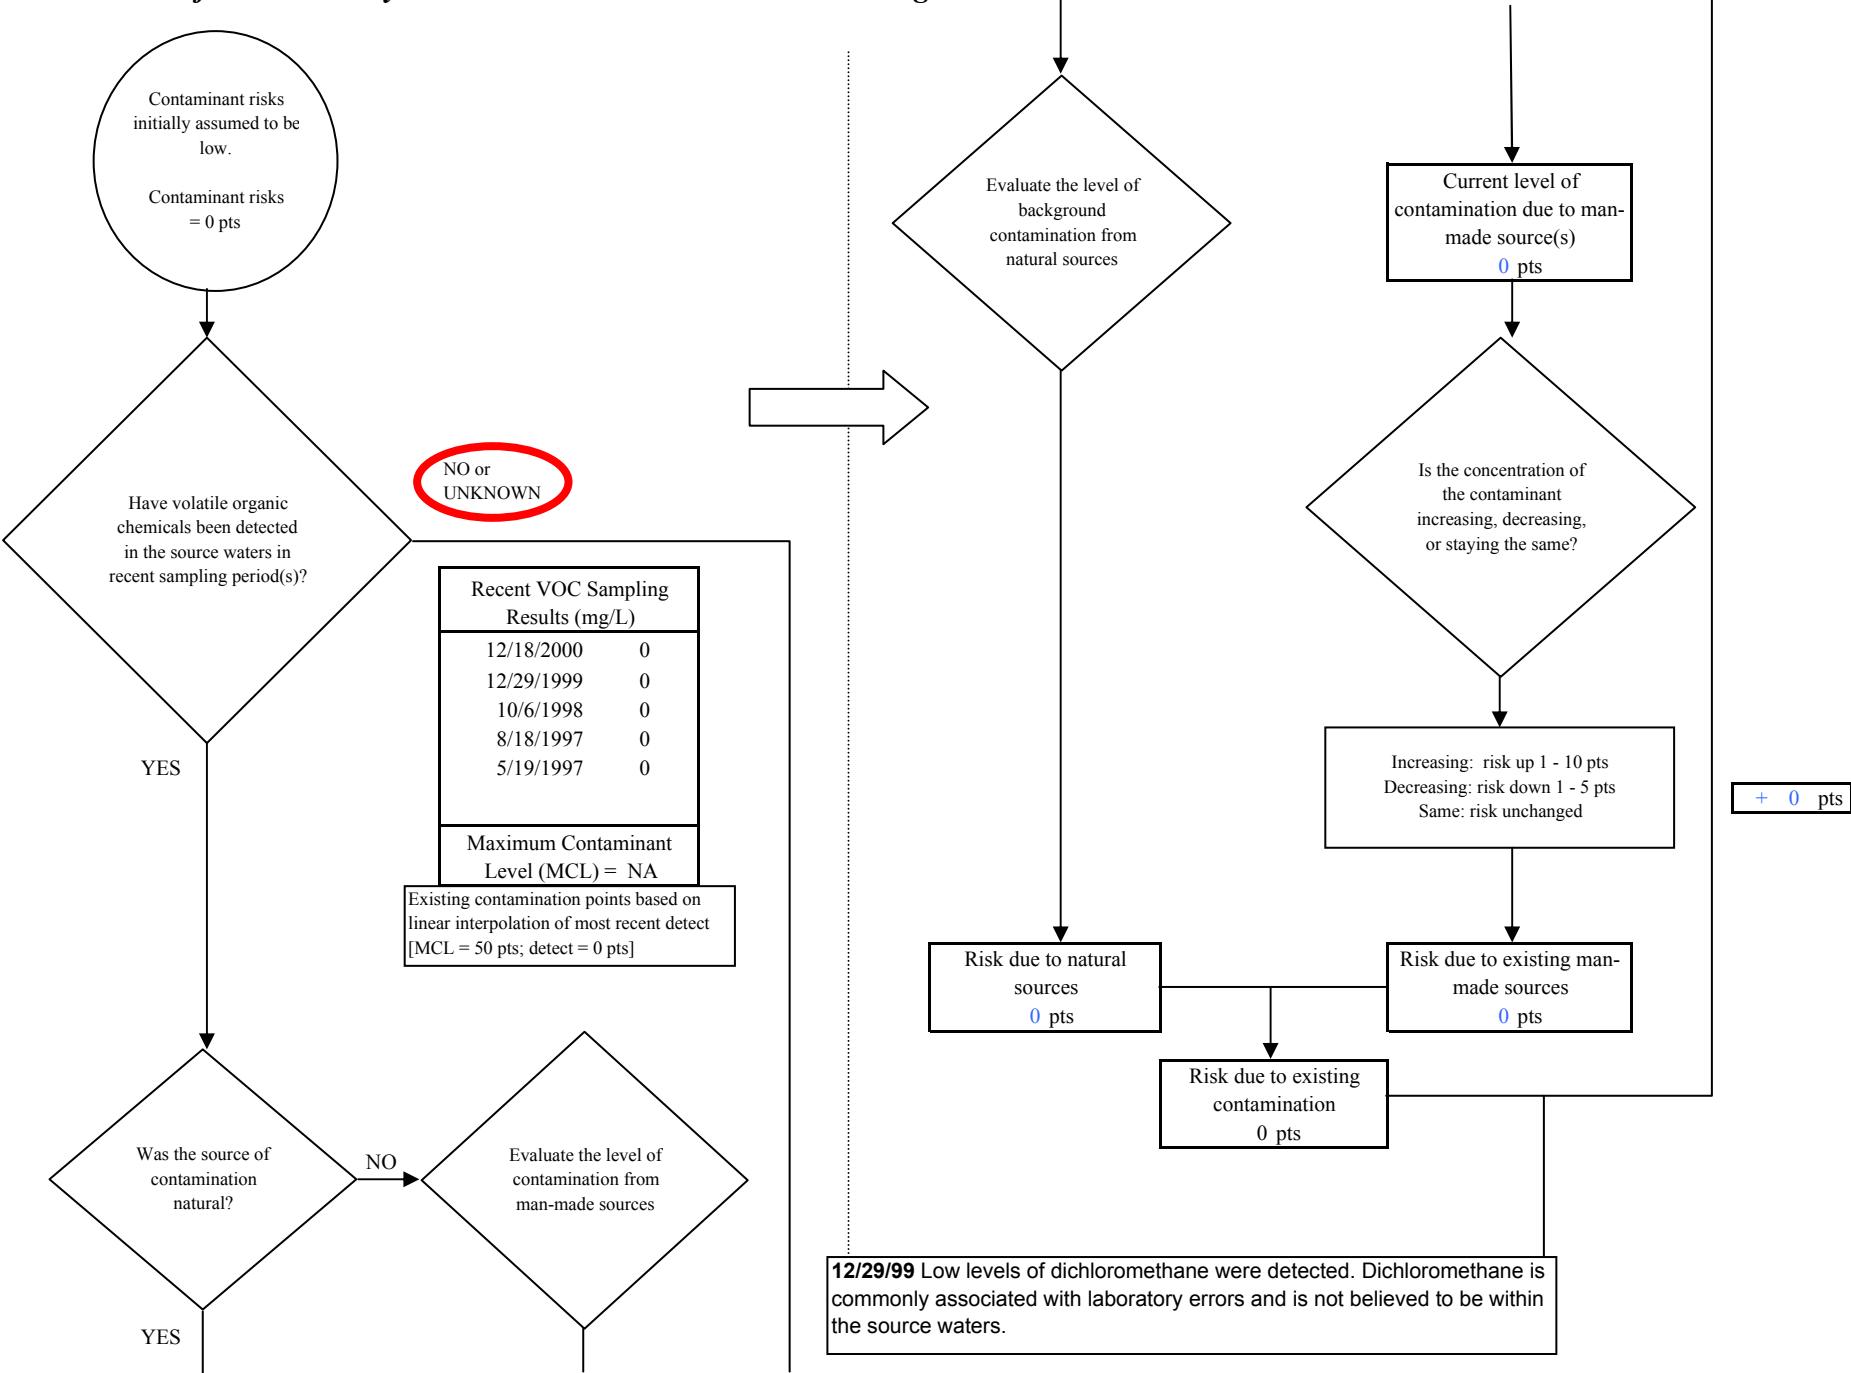 Contaminant risks
initially assumed to be
low.
Contaminant risks
= 0 pts
Have volatile organic
chemicals been detected
in the source waters in
recent sampling period(s)?
NO or
UNKNOWN
YES
Recent VOC Sampling
Results (mg/L)
12/18/2000 0
12/29/1999 0
10/6/1998 0
8/18/1997 0
5/19/1997 0
Maximum Contaminant
Level (MCL) = NA
Existing contamination points based on
linear interpolation of most recent detect
[MCL = 50 pts; detect = 0 pts]
Was the source of
contamination
natural?
NO
YES
Evaluate the level of
contamination from
man-made sources
Evaluate the level of
background
contamination from
natural sources
Current level of
contamination due to man-
made source(s)
0 pts
Is the concentration of
the contaminant
increasing, decreasing,
or staying the same?
Increasing: risk up 1 - 10 pts
Decreasing: risk down 1 - 5 pts
Same: risk unchanged
+ 0 pts
Risk due to natural
sources
0 pts
Risk due to existing man-
made sources
0 pts
Risk due to existing
contamination
0 pts
12/29/99 Low levels of dichloromethane were detected. Dichloromethane is
commonly associated with laboratory errors and is not believed to be within
the source waters.